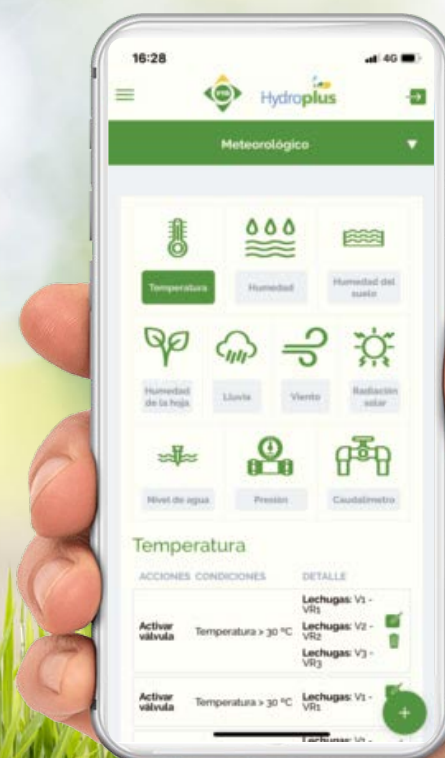 16:28
4G
Hydroplus
Meteorológico
Temperatura
Humedad
Humedad del
suelo
Humedad
de la hoja
Lluvia
Viento
Radiación
solar
Nivel de agua
Presión
Caudalímetro
Temperatura
ACCIONES CONDICIONES DETALLE
Lechugas: V1 -
VR1
Activar
válvula
Temperatura > 30 ºC
Lechugas: V2 -
VR2
Lechugas: V3 -
VR3
Activar
válvula
Temperatura > 30 ºC
Lechugas: V1 -
VR1
+